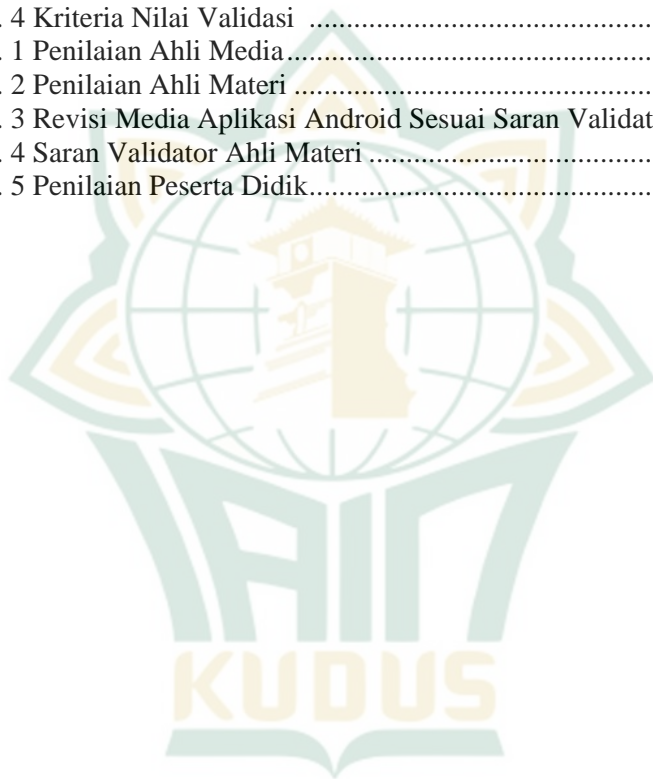 . 4 Kriteria Nilai Validasi ............................................
. 1 Penilaian Ahli Media...............................................
. 2 Penilaian Ahli Materi ..............................................
. 3 Revisi Media Aplikasi Android Sesuai Saran Validat
. 4 Saran Validator Ahli Materi ....................................
. 5 Penilaian Peserta Didik............................................
IAIN
KUDUS